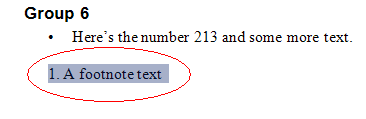 Group 6
• Here's the number 213 and some more text.
1. A footnote text